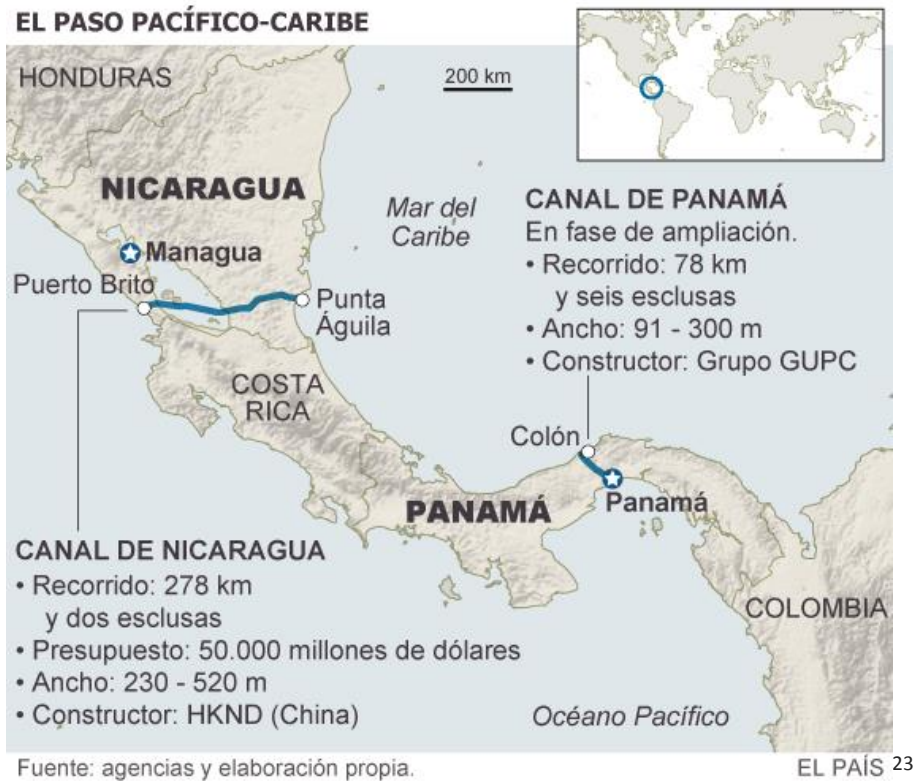 EL PASO PACÍFICO-CARIBE
HONDURAS
200 km
NICARAGUA
Mar del
Caribe
Managua
Puerto Brito
Punta
Águila
COSTA
RICA
CANAL DE PANAMÁ
En fase de ampliación.
• Recorrido: 78 km
y seis esclusas
• Ancho: 91 - 300 m
• Constructor: Grupo GUPC
Colón
PANAMÁ
Panamá
COLOMBIA
CANAL DE NICARAGUA
• Recorrido: 278 km
y dos esclusas
• Presupuesto: 50.000 millones de dólares
• Ancho: 230 - 520 m
• Constructor: HKND (China)
Océano Pacífico
Fuente: agencias y elaboración propia.
EL PAÍS 23